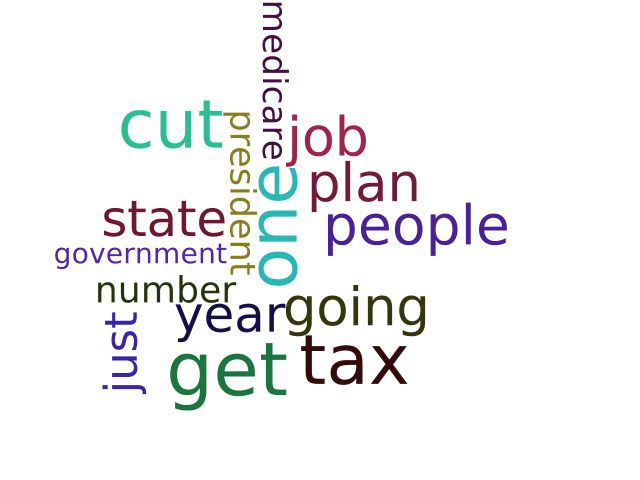 medicare
cut
president
job
one
plan
state
people
government
number
year
going
just
get
tax